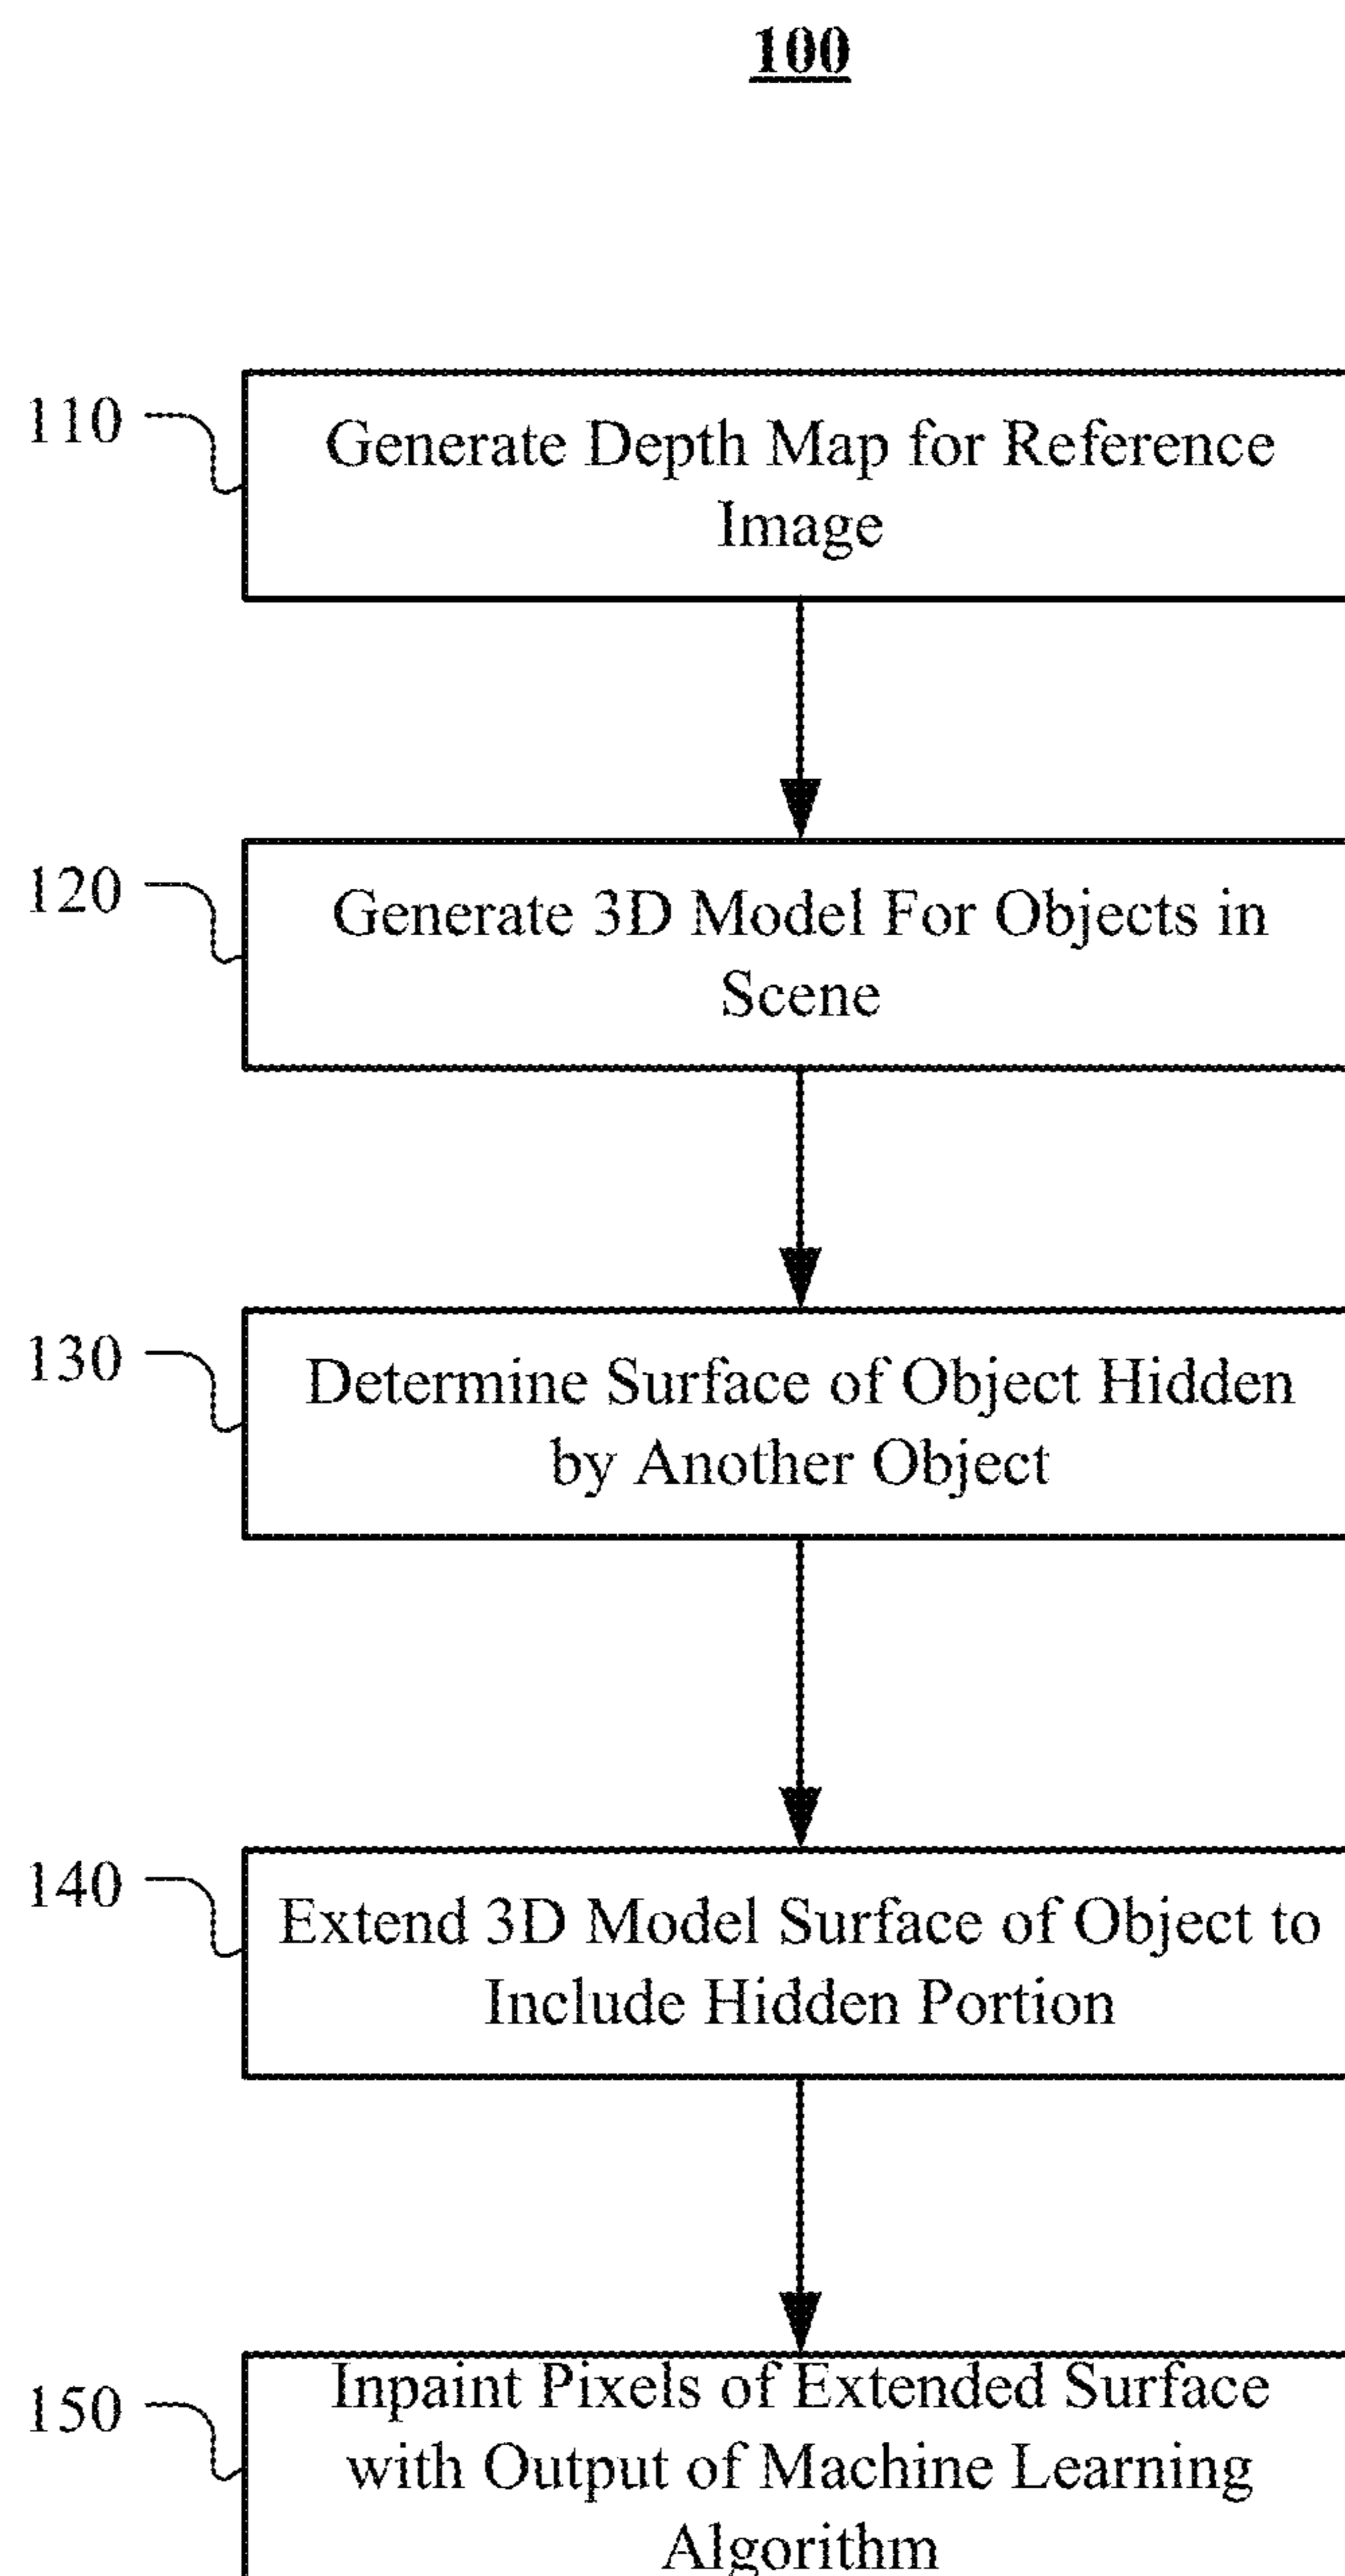 100
110
Generate Depth Map for Reference
Image
120
Generate 3D Model For Objects in
Scene
130
Determine Surface of Object Hidden
by Another Object
140
Extend 3D Model Surface of Object to
Include Hidden Portion
150
Inpaint Pixels of Extended Surface
with Output of Machine Learning
Algorithm